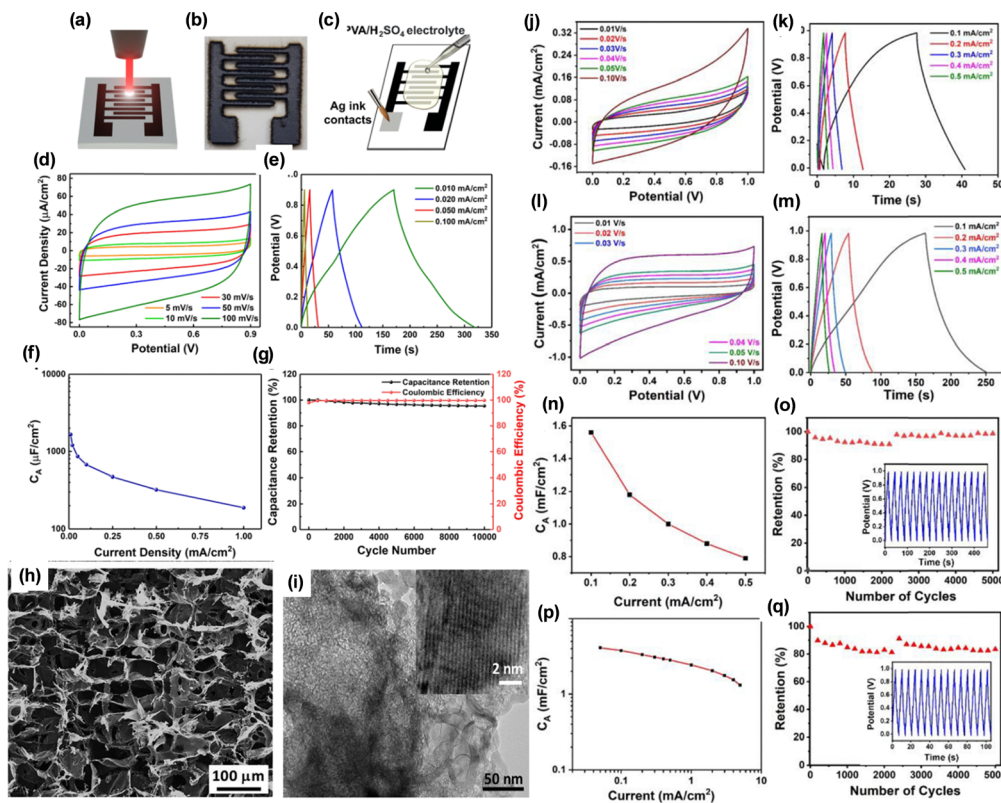 (a)
(b)
(c)
PVA/H₂SO₄ electrolyte
Ag ink
contacts
(d)
Current Density (μA/cm²)
80
60
40
20
0
-20
-40
-60
-80
30 mV/s
5 mV/s
50 mV/s
10 mV/s
100 mV/s
0.0
0.3
0.6
0.9
Potential (V)
(e)
Potential (V)
.0
0.8
0.6
0.4
0.2
0.0
0.010 mA/cm²
0.020 mA/cm²
0.050 mA/cm²
0.100 mA/cm²
0 50 100 150 200 250 300 350
Time (s)
(f)
C_A (μF/cm²)
10000
1000
100
0.00 0.25 0.50 0.75 1.00
Current Density (mA/cm²)
(g)
Capacitance Retention (%)
120
100
80
60
40
20
0
Capacitance Retention
Coulombic Efficiency
120
100
80
60
40
20
0
Coulombic Efficiency (%)
0 2000 4000 6000 8000 10000
Cycle Number
(h)
100 μm
(i)
2 nm
50 nm
(j)
Current (mA/cm²)
0.32
0.24
0.16
0.08
0.00
-0.08
-0.16
0.01V/s
0.02V/s
0.03V/s
0.04V/s
0.05V/s
0.10V/s
0.0 0.2 0.4 0.6 0.8 1.0
Potential (V)
(k)
Potential (V)
1.0
0.8
0.6
0.4
0.2
0.0
0.1 mA/cm²
0.2 mA/cm²
0.3 mA/cm²
0.4 mA/cm²
0.5 mA/cm²
0 10 20 30 40 50
Time (s)
(l)
Current (mA/cm²)
1.0
0.5
0.0
-0.5
-1.0
0.01 V/s
0.02 V/s
0.03 V/s
0.04 V/s
0.05 V/s
0.10 V/s
0.0 0.2 0.4 0.6 0.8 1.0
Potential (V)
(m)
Potential (V)
1.0
0.8
0.6
0.4
0.2
0.0
0.1 mA/cm²
0.2 mA/cm²
0.3 mA/cm²
0.4 mA/cm²
0.5 mA/cm²
0 50 100 150 200 250
Time (s)
(n)
C_A (mF/cm²)
1.6
1.4
1.2
1.0
0.8
0.1 0.2 0.3 0.4 0.5
Current (mA/cm²)
(o)
Retention (%)
100
80
60
40
20
0
Potential (V)
1.0
0.8
0.6
0.4
0.2
0.0
0 100 200 300 400
Time (s)
0 1000 2000 3000 4000 5000
Number of Cycles
(p)
C_A (mF/cm²)
1
0.1
0.1 1 10
Current (mA/cm²)
(q)
Retention (%)
100
80
60
40
20
0
Potential (V)
1.0
0.8
0.6
0.4
0.2
0.0
0 20 40 60 80 100
Time (s)
0 1000 2000 3000 4000 5000
Number of Cycles